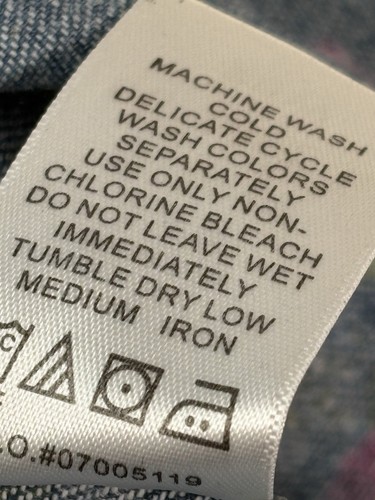 MACHINE WASH
COLD
DELICATE CYCLE
WASH COLORS
SEPARATELY
USE ONLY NON-
CHLORINE BLEACH
DO NOT LEAVE WET
IMMEDIATELY
TUMBLE DRY LOW
MEDIUM IRON
C
.O.#07005119